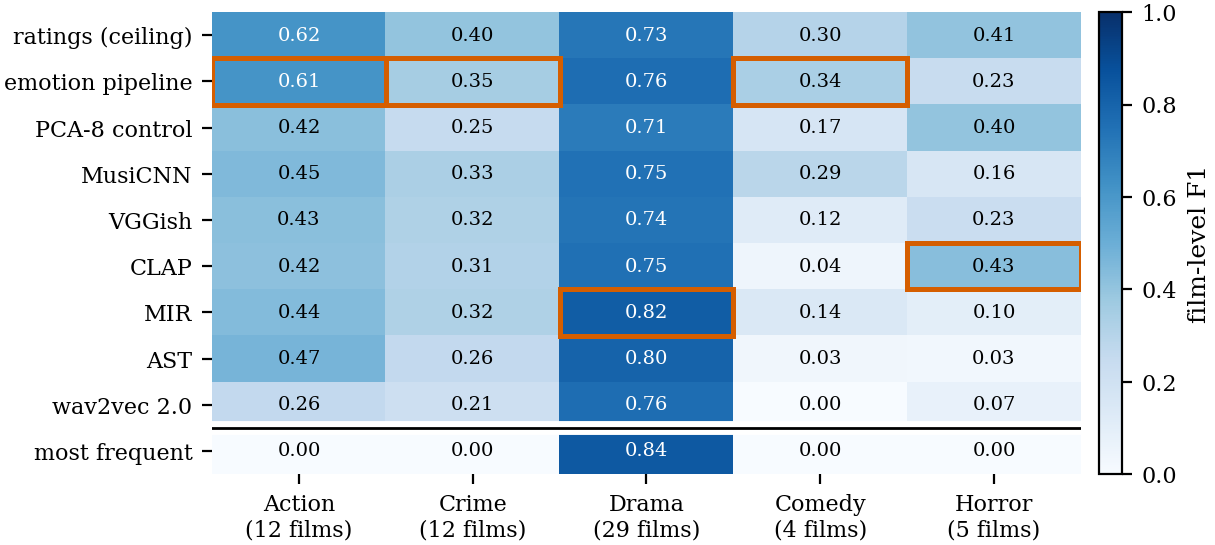 ratings (ceiling) 0.62 0.40 0.73 0.30 0.41
emotion pipeline 0.61 0.35 0.76 0.34 0.23
PCA-8 control 0.42 0.25 0.71 0.17 0.40
MusiCNN 0.45 0.33 0.75 0.29 0.16
VGGish 0.43 0.32 0.74 0.12 0.23
CLAP 0.42 0.31 0.75 0.04 0.43
MIR 0.44 0.32 0.82 0.14 0.10
AST 0.47 0.26 0.80 0.03 0.03
wav2vec 2.0 0.26 0.21 0.76 0.00 0.07
most frequent 0.00 0.00 0.84 0.00 0.00
Action Crime Drama Comedy Horror
(12 films) (12 films) (29 films) (4 films) (5 films)
1.0
0.8
0.6
0.4
0.2
0.0
film-level F1